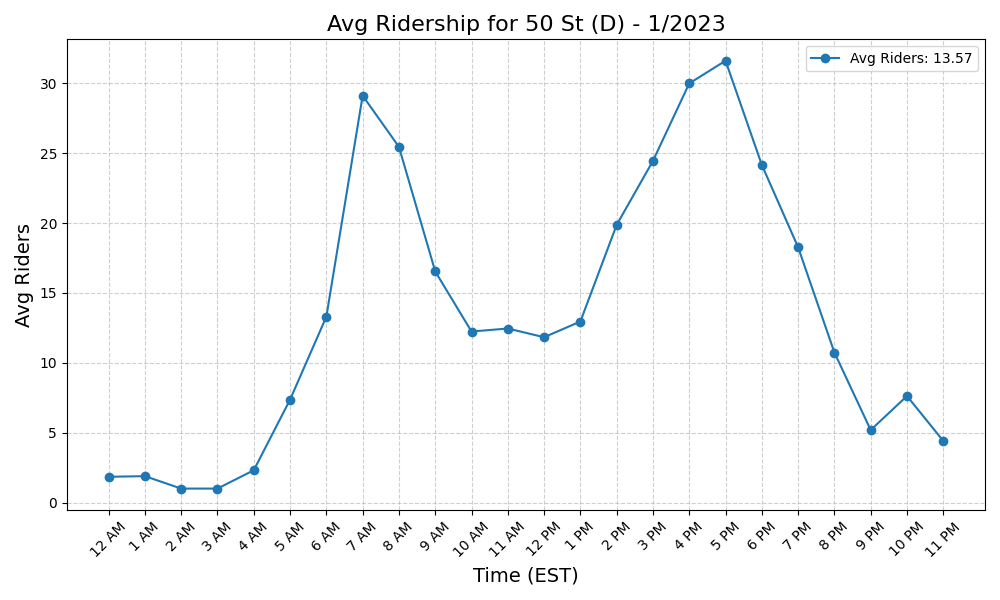 Avg Ridership for 50 St (D) - 1/2023
Avg Riders: 13.57
Avg Riders
30
25
20
15
10
5
0
12 AM
1 AM
2 AM
3 AM
4 AM
5 AM
6 AM
7 AM
8 AM
9 AM
10 AM
11 AM
12 PM
1 PM
2 PM
3 PM
4 PM
5 PM
6 PM
7 PM
8 PM
9 PM
10 PM
11 PM
Time (EST)